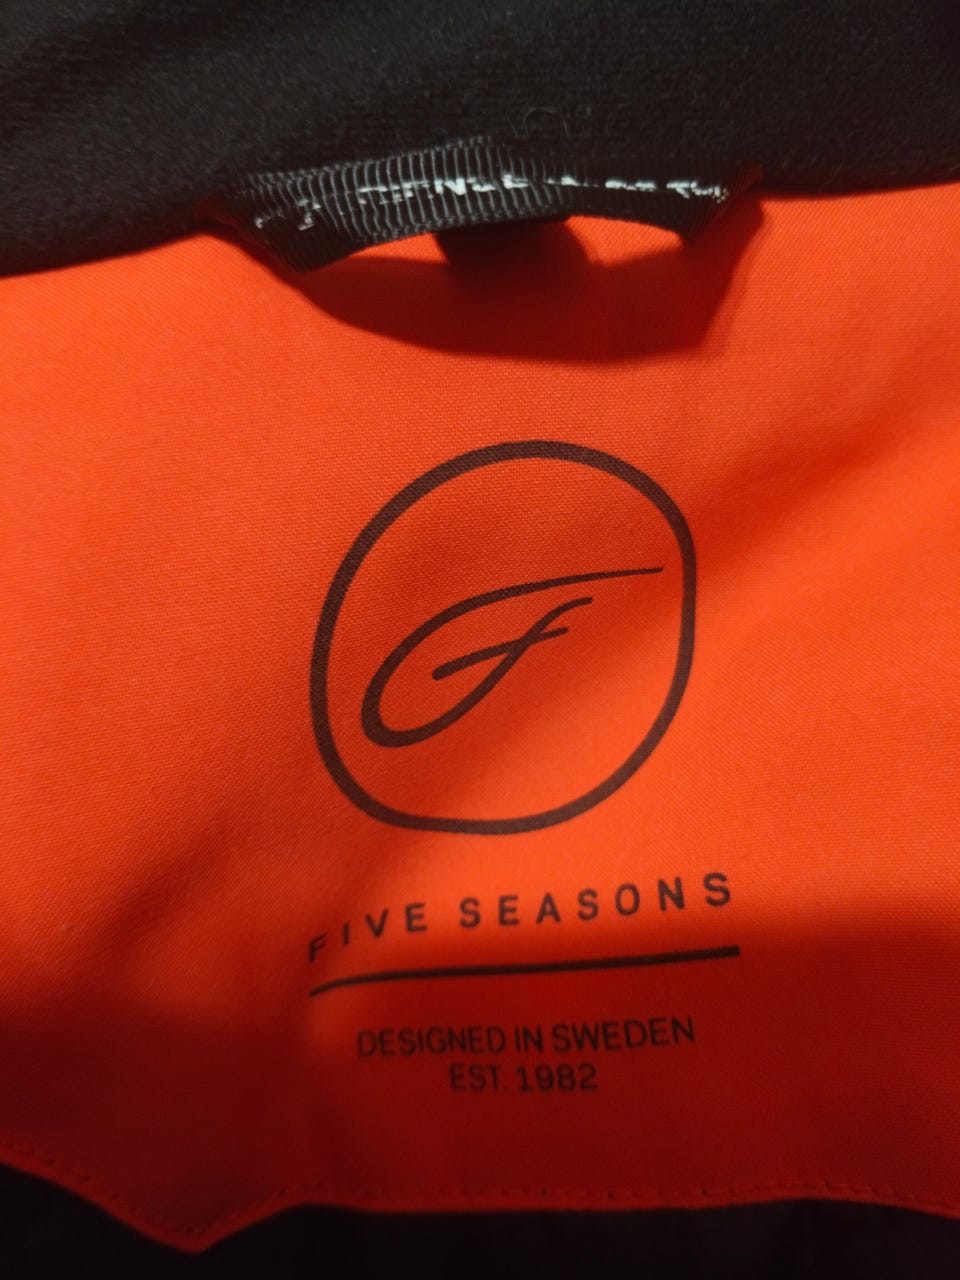 FIVE SEASONS
DESIGNED IN SWEDEN
EST. 1982